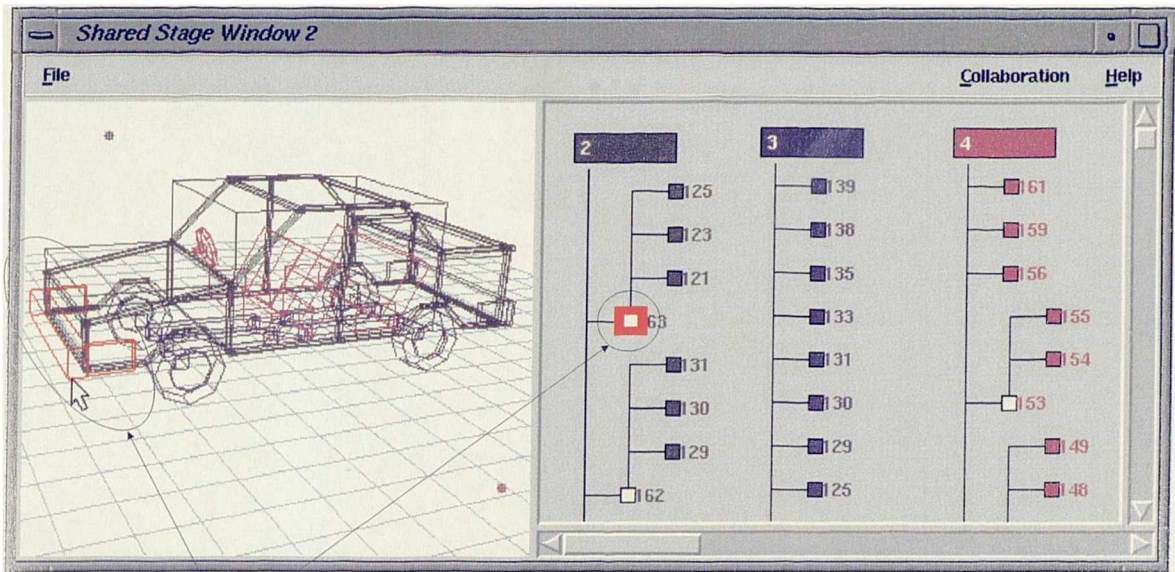 Shared Stage Window 2
File Collaboration Help
2 3 4
125 139 161
123 138 159
121 135 156
63 133 155
131 131 154
130 130 153
129 129 149
162 125 148